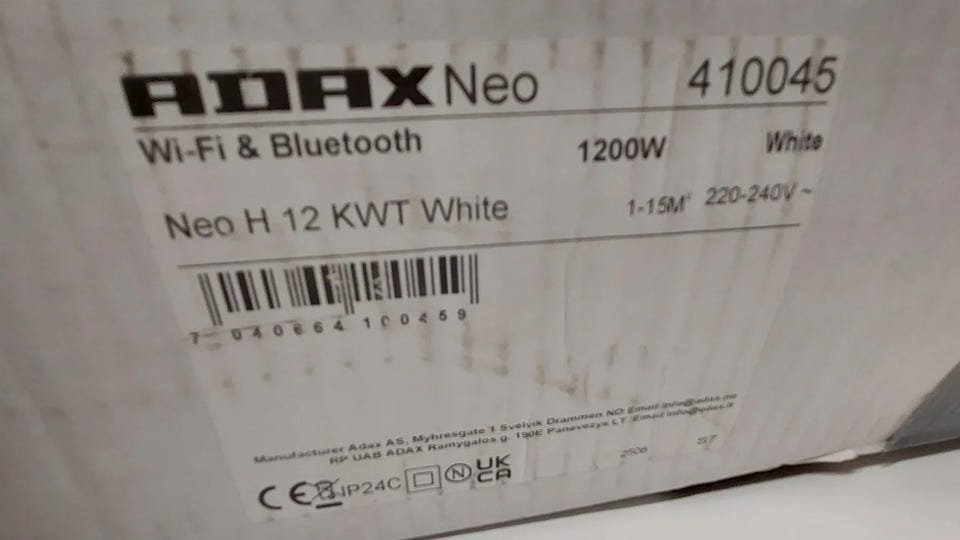 ADAX Neo 410045
Wi-Fi & Bluetooth 1200W White
Neo H 12 KWT White 1-15M² 220-240V ~
7 040664 100459
Manufacturer Adax AS, Myhresgate 1 Svelvik Drammen NO Email:info@adax.no
RP UAB ADAX Ramygalos g. 190E Panevezys LT Email:info@adax.lt
2506 S7
CE IP24C N UK CA